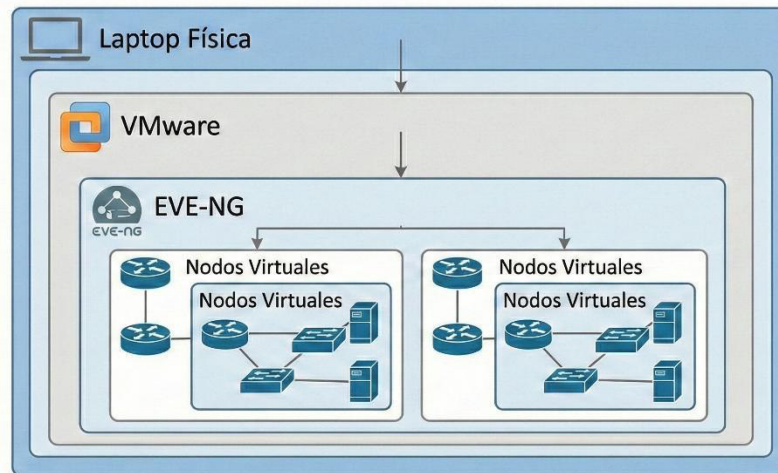 Laptop Física
VMware
EVE-NG
EVE-NG
Nodos Virtuales
Nodos Virtuales
Nodos Virtuales
Nodos Virtuales